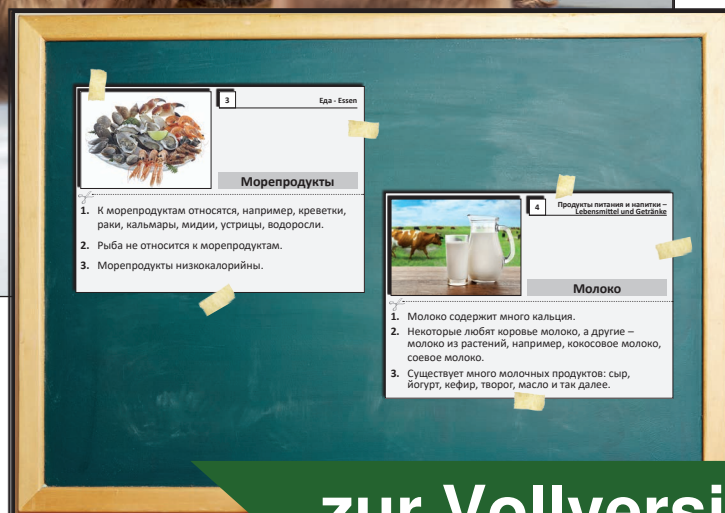 3
Еда - Essen
Морепродукты
1. К морепродуктам относятся, например, креветки,
раки, кальмары, мидии, устрицы, водоросли.
2. Рыба не относится к морепродуктам.
3. Морепродукты низкокалорийны.
4
Продукты питания и напитки –
Lebensmittel und Getränke
Молоко
1. Молоко содержит много кальция.
2. Некоторые любят коровье молоко, а другие –
молоко из растений, например, кокосовое молоко,
соевое молоко.
3. Существует много молочных продуктов: сыр,
йогурт, кефир, творог, масло и так далее.
zur Vollversi